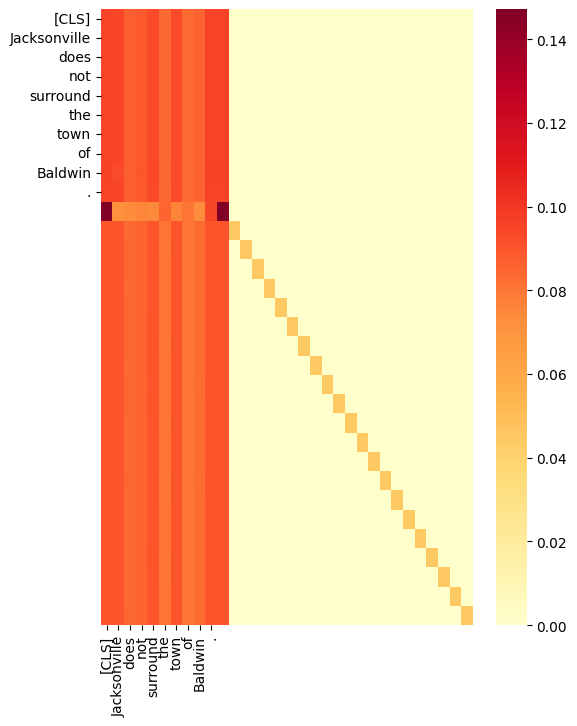 [CLS]
Jacksonville
does
not
surround
the
town
of
Baldwin
.
0.14
0.12
0.10
0.08
0.06
0.04
0.02
0.00
[CLS]
Jacksonville
does
not
surround
the
town
of
Baldwin
.